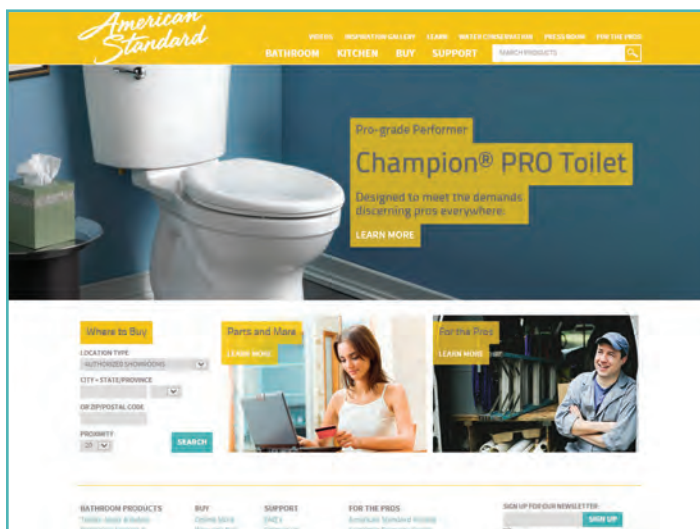 American
Standard
VIDEOS INSPIRATION GALLERY LEARN WATER CONSERVATION PRESS ROOM FOR THE PROS
BATHROOM KITCHEN BUY SUPPORT SEARCH PRODUCTS
Pro-grade Performer
Champion® PRO Toilet
Designed to meet the demands
discerning pros everywhere.
LEARN MORE
Where to Buy
LOCATION TYPE
AUTHORIZED SHOWROOMS
CITY + STATE/PROVINCE
OR ZIP/POSTAL CODE
PROXIMITY
SEARCH
Parts and More
LEARN MORE
For the Pros
LEARN MORE
BATHROOM PRODUCTS BUY SUPPORT FOR THE PROS SIGN UP FOR OUR NEWSLETTER
FAQ's
SIGN UP